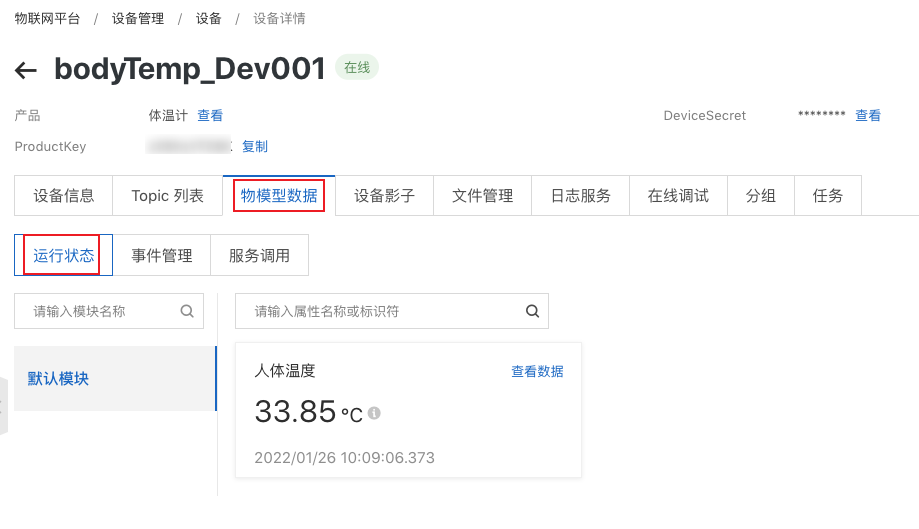 物联网平台 / 设备管理 / 设备 / 设备详情
bodyTemp_Dev001 在线
产品 体温计 查看 DeviceSecret ******** 查看
ProductKey 复制
设备信息 Topic 列表 物模型数据 设备影子 文件管理 日志服务 在线调试 分组 任务
运行状态 事件管理 服务调用
请输入模块名称 请输入属性名称或标识符
默认模块
人体温度 查看数据
33.85 °C
2022/01/26 10:09:06.373